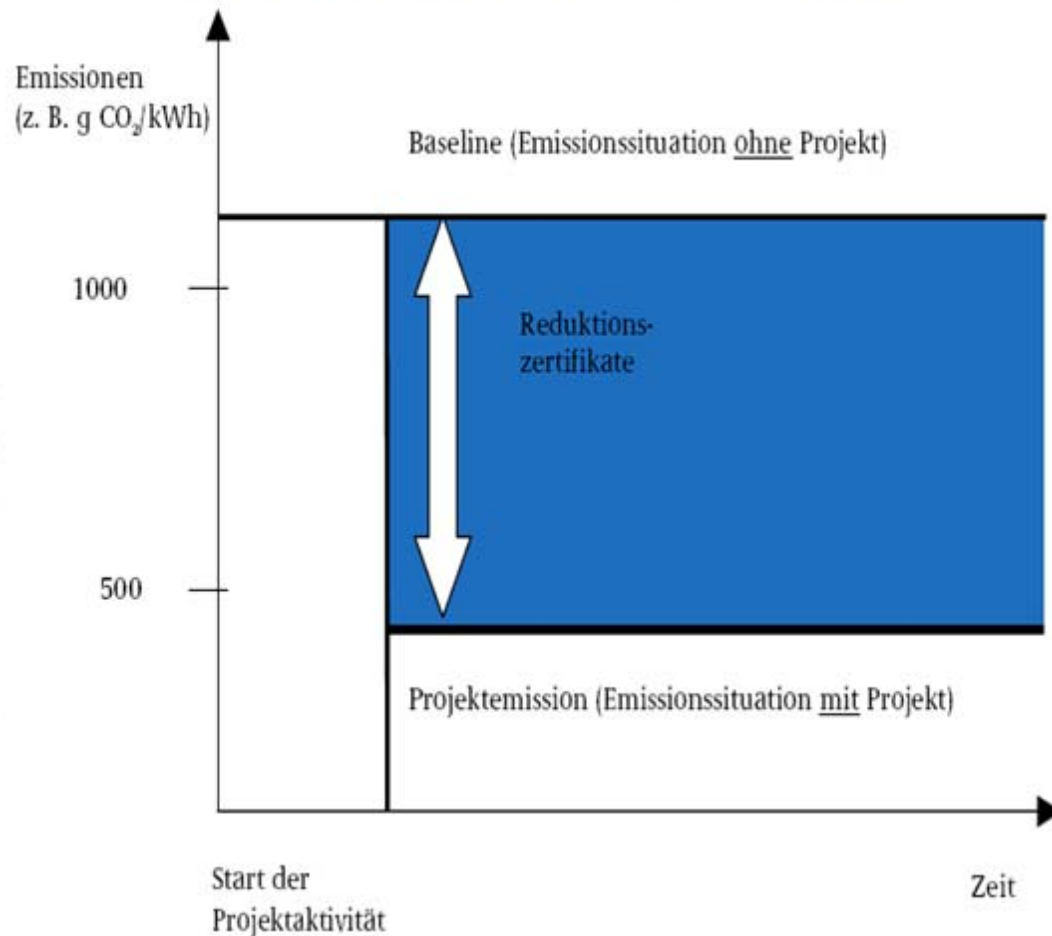 Emissionen
(z. B. g CO₂/kWh)
Baseline (Emissionssituation ohne Projekt)
1000
Reduktions-
zertifikate
500
Projektemission (Emissionssituation mit Projekt)
Start der
Projektaktivität
Zeit